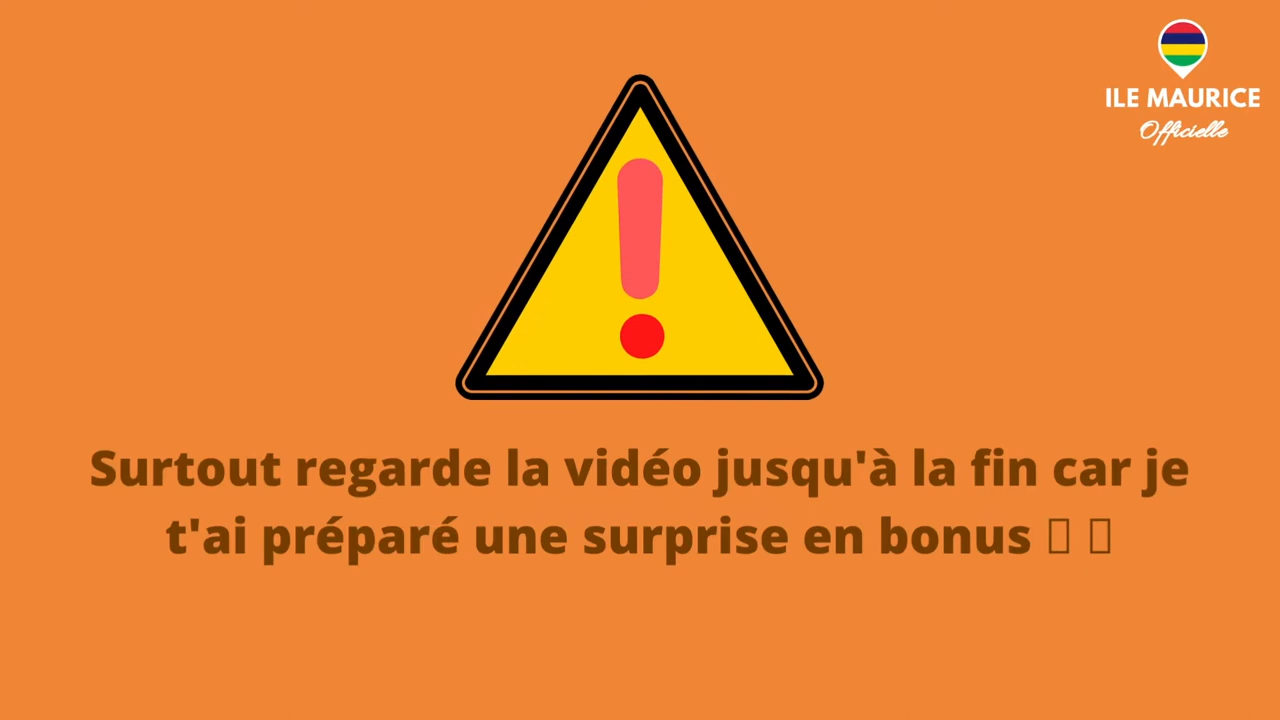 ILE MAURICE
Officielle
Surtout regarde la vidéo jusqu'à la fin car je
t'ai préparé une surprise en bonus